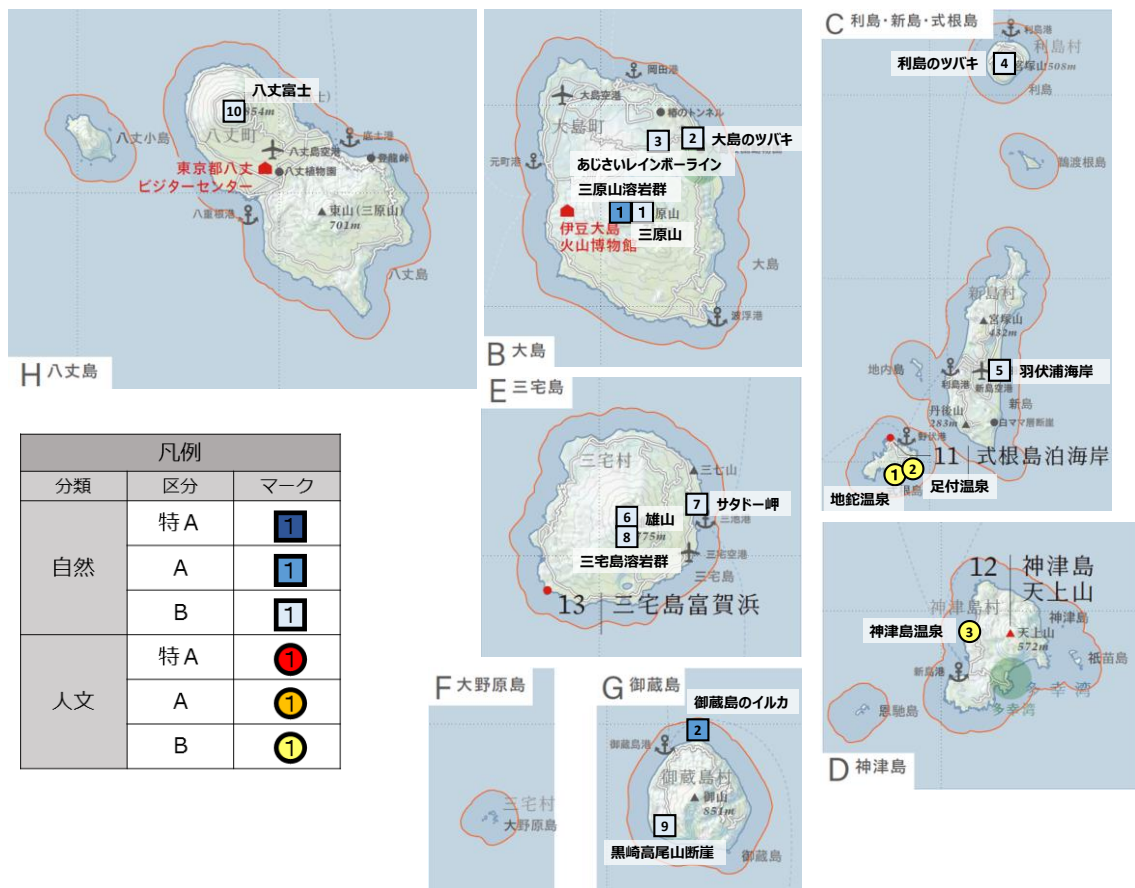 八丈富士
10
854m
八丈町
八丈小島
底土港
八丈島空港
登龍峠
東京都八丈
ビジターセンター
八丈植物園
八重根港
東山(三原山)
701m
八丈島
H 八丈島
岡田港
大島空港
椿のトンネル
大島町
3
2
大島のツバキ
元町港
あじさいレインボーライン
三原山溶岩群
1
1
原山
三原山
伊豆大島
火山博物館
大島
波浮港
B 大島
C 利島・新島・式根島
利島港
利島村
利島のツバキ
4
宮塚山508m
利島
鵜渡根島
新島村
宮塚山
432m
地内島
5
羽伏浦海岸
利島港
新島空港
新島
丹後山
283m
白ママ層断崖
野伏港
11 式根島泊海岸
1
2
足付温泉
地鉈温泉
根島
凡例
分類
区分
マーク
自然
特A
1
A
1
B
1
人文
特A
1
A
1
B
1
E 三宅島
三宅村
三七山
7
サタドー岬
三池港
6
雄山
8
775m
三宅島溶岩群
三宅空港
三宅島
13 三宅島富賀浜
12 神津島
天上山
神津島村
神津島
神津島温泉
3
天上山
572m
祇苗島
新島港
多幸湾
多幸湾
恩馳島
D 神津島
F 大野原島
三宅村
大野原島
G 御蔵島
御蔵島のイルカ
2
御蔵島港
御蔵島村
御山
851m
9
黒崎高尾山断崖
御蔵島